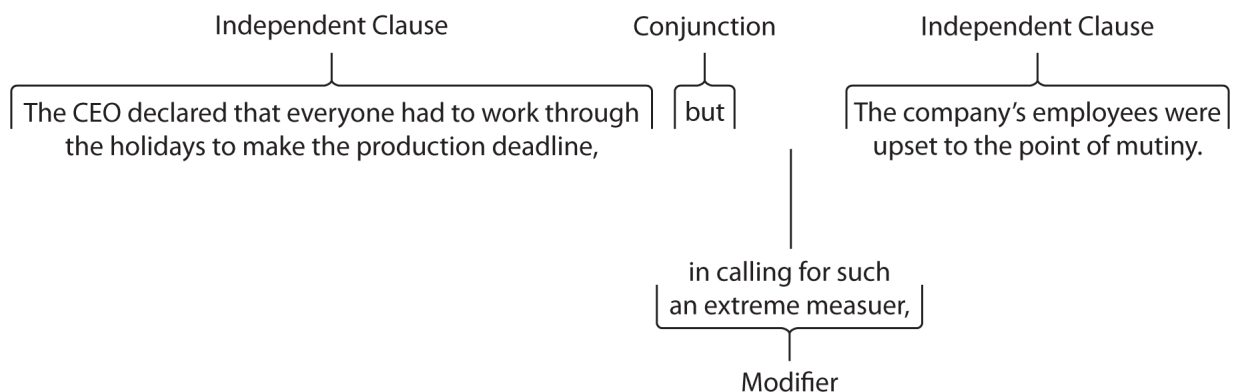 Independent Clause
Conjunction
Independent Clause
The CEO declared that everyone had to work through
the holidays to make the production deadline,
but
The company’s employees were
upset to the point of mutiny.
in calling for such
an extreme measuer,
Modifier